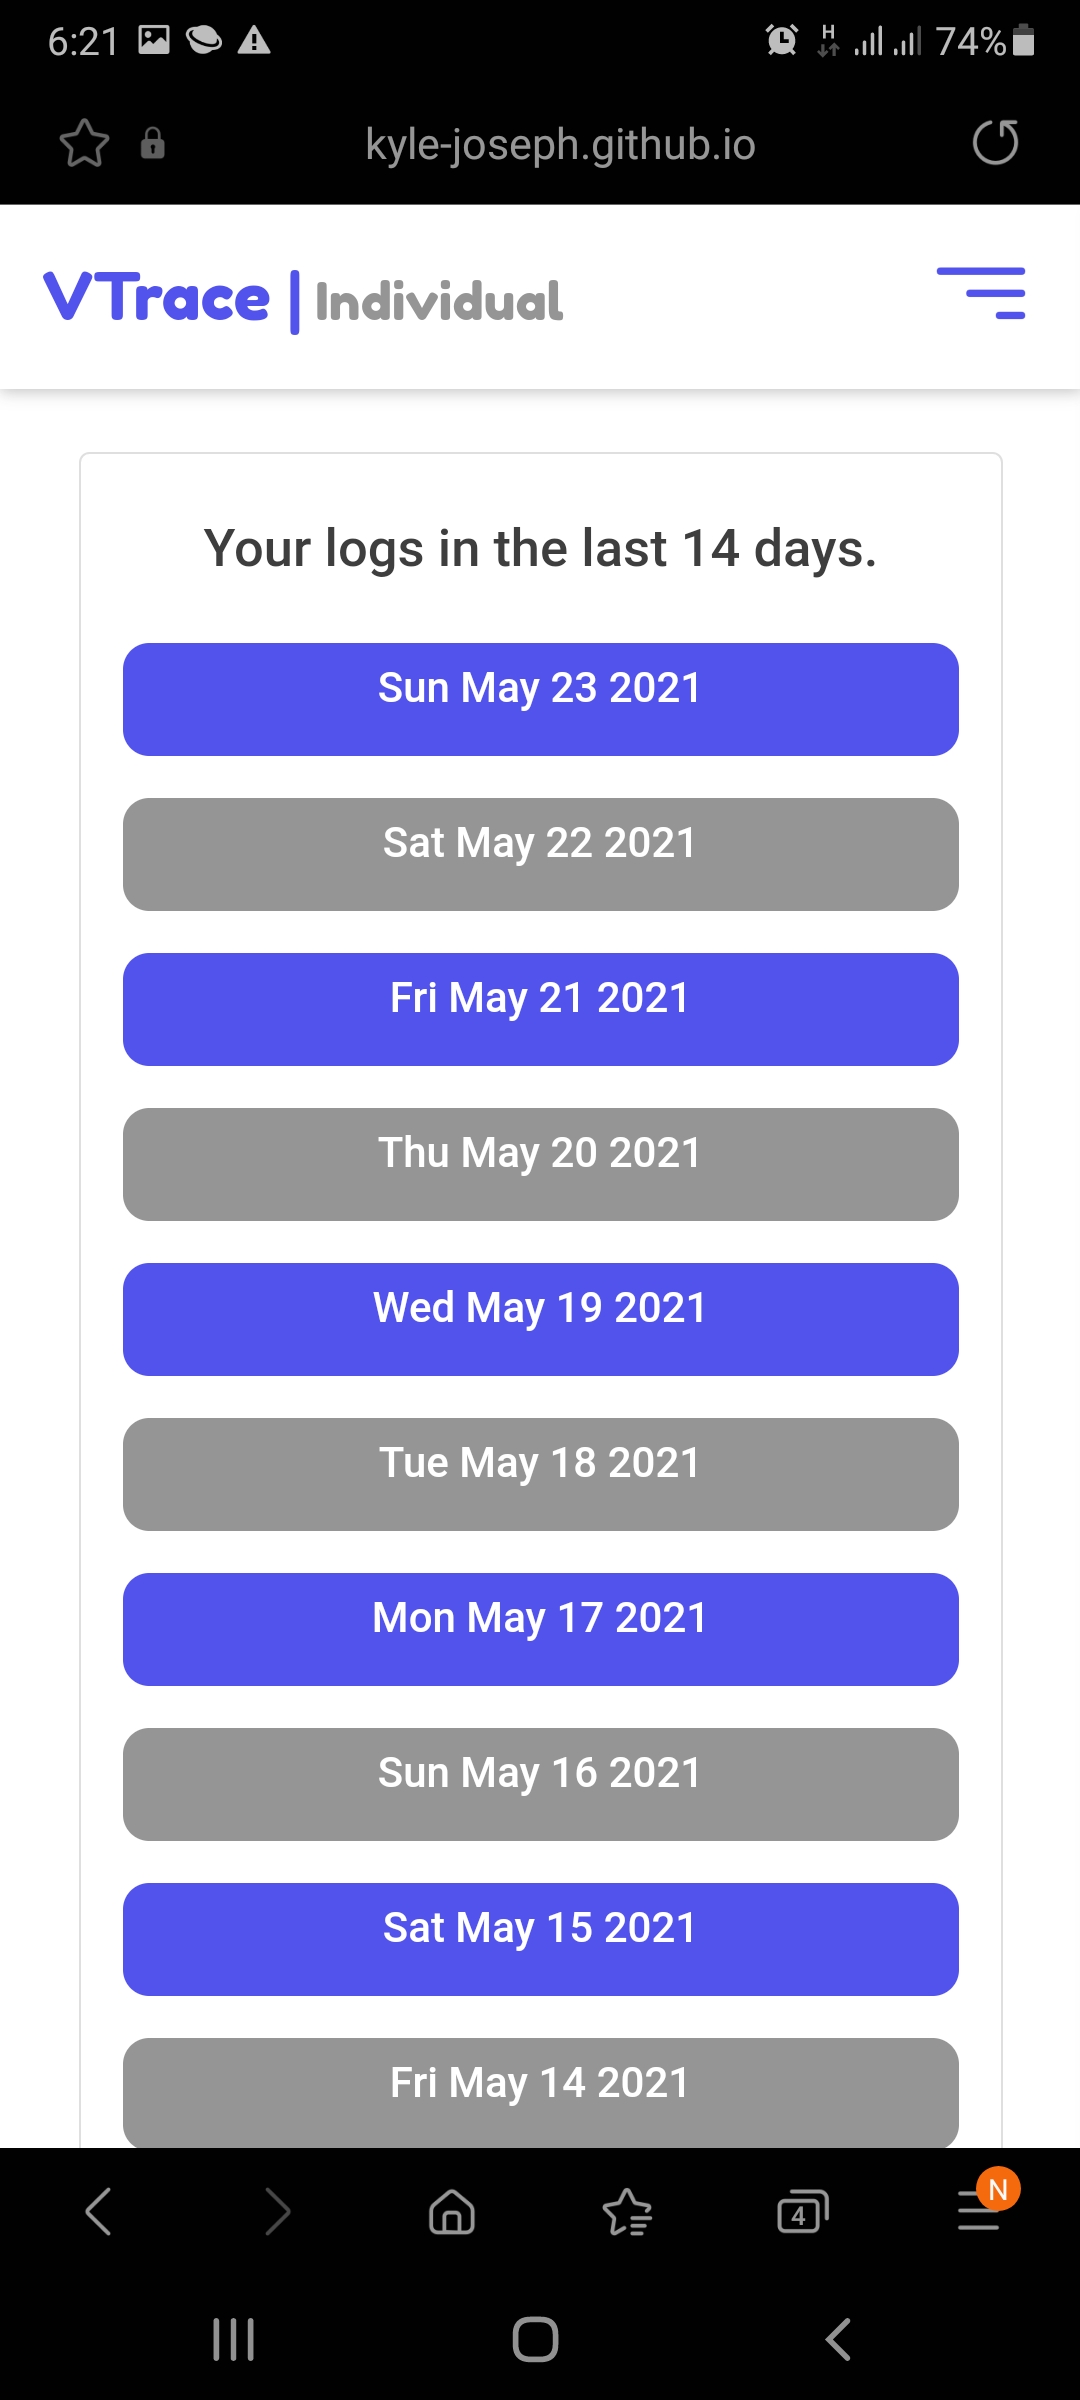 6:21 H 74%
kyle-joseph.github.io
VTrace | Individual
Your logs in the last 14 days.
Sun May 23 2021
Sat May 22 2021
Fri May 21 2021
Thu May 20 2021
Wed May 19 2021
Tue May 18 2021
Mon May 17 2021
Sun May 16 2021
Sat May 15 2021
Fri May 14 2021
4 N